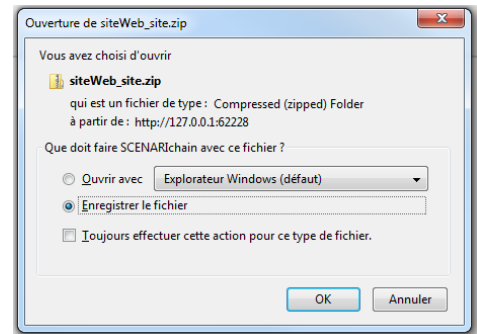 Ouverture de siteWeb_site.zip
Vous avez choisi d'ouvrir
siteWeb_site.zip
qui est un fichier de type : Compressed (zipped) Folder
à partir de : http://127.0.0.1:62228
Que doit faire SCENARIchain avec ce fichier ?
Ouvrir avec Explorateur Windows (défaut)
Enregistrer le fichier
Toujours effectuer cette action pour ce type de fichier.
OK Annuler